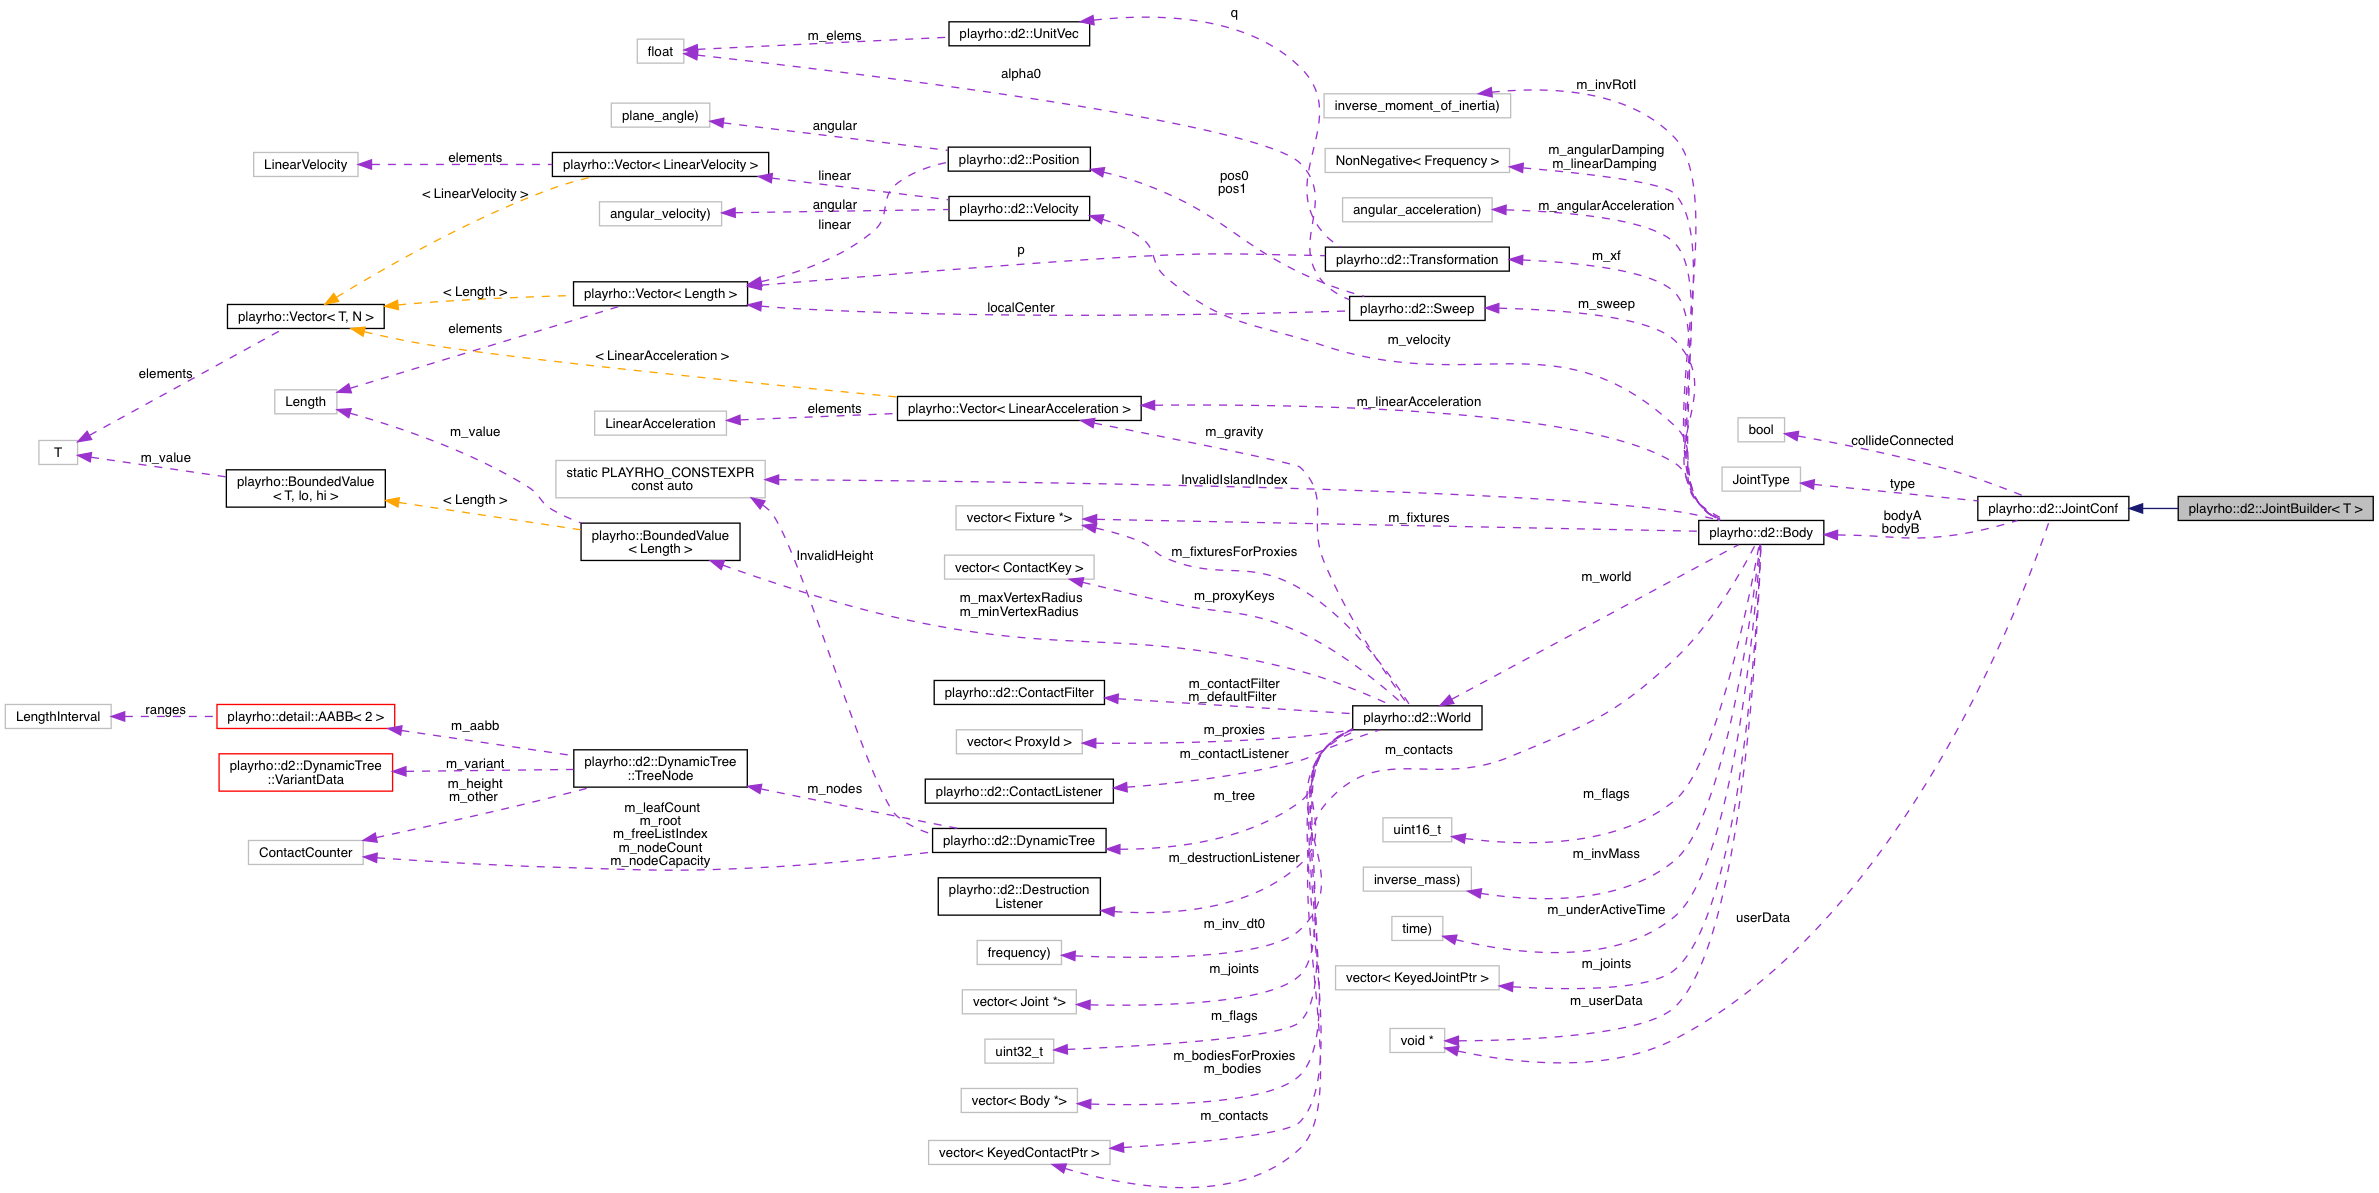 q
playrho::d2::UnitVec
m_elems
float
alpha0
m_invRotI
inverse_moment_of_inertia)
plane_angle)
angular
m_angularDamping
m_linearDamping
NonNegative< Frequency >
LinearVelocity
elements
playrho::Vector< LinearVelocity >
playrho::d2::Position
linear
pos0
pos1
< LinearVelocity >
angular_velocity)
angular
playrho::d2::Velocity
angular_acceleration)
m_angularAcceleration
linear
p
playrho::d2::Transformation
m_xf
< Length >
playrho::Vector< Length >
localCenter
playrho::d2::Sweep
m_sweep
playrho::Vector< T, N >
elements
m_velocity
< LinearAcceleration >
elements
Length
LinearAcceleration
elements
playrho::Vector< LinearAcceleration >
m_linearAcceleration
m_value
m_gravity
bool
collideConnected
T
m_value
playrho::BoundedValue
< T, lo, hi >
static PLAYRHO_CONSTEXPR
const auto
InvalidIslandIndex
JointType
type
< Length >
playrho::d2::JointConf
playrho::d2::JointBuilder< T >
vector< Fixture *>
m_fixtures
bodyA
bodyB
playrho::d2::Body
playrho::BoundedValue
< Length >
InvalidHeight
m_fixturesForProxies
vector< ContactKey >
m_proxyKeys
m_world
m_maxVertexRadius
m_minVertexRadius
playrho::d2::ContactFilter
m_contactFilter
m_defaultFilter
LengthInterval
ranges
playrho::detail::AABB< 2 >
m_aabb
playrho::d2::World
vector< ProxyId >
m_proxies
m_contactListener
m_contacts
playrho::d2::DynamicTree
::VariantData
m_variant
playrho::d2::DynamicTree
::TreeNode
m_height
m_other
m_nodes
playrho::d2::ContactListener
m_tree
m_flags
m_leafCount
m_root
m_freeListIndex
m_nodeCount
m_nodeCapacity
ContactCounter
playrho::d2::DynamicTree
uint16_t
m_destructionListener
m_invMass
playrho::d2::Destruction
Listener
inverse_mass)
m_underActiveTime
userData
m_inv_dt0
time)
frequency)
m_joints
m_joints
vector< KeyedJointPtr >
vector< Joint *>
m_userData
m_flags
void *
uint32_t
m_bodiesForProxies
m_bodies
vector< Body *>
m_contacts
vector< KeyedContactPtr >